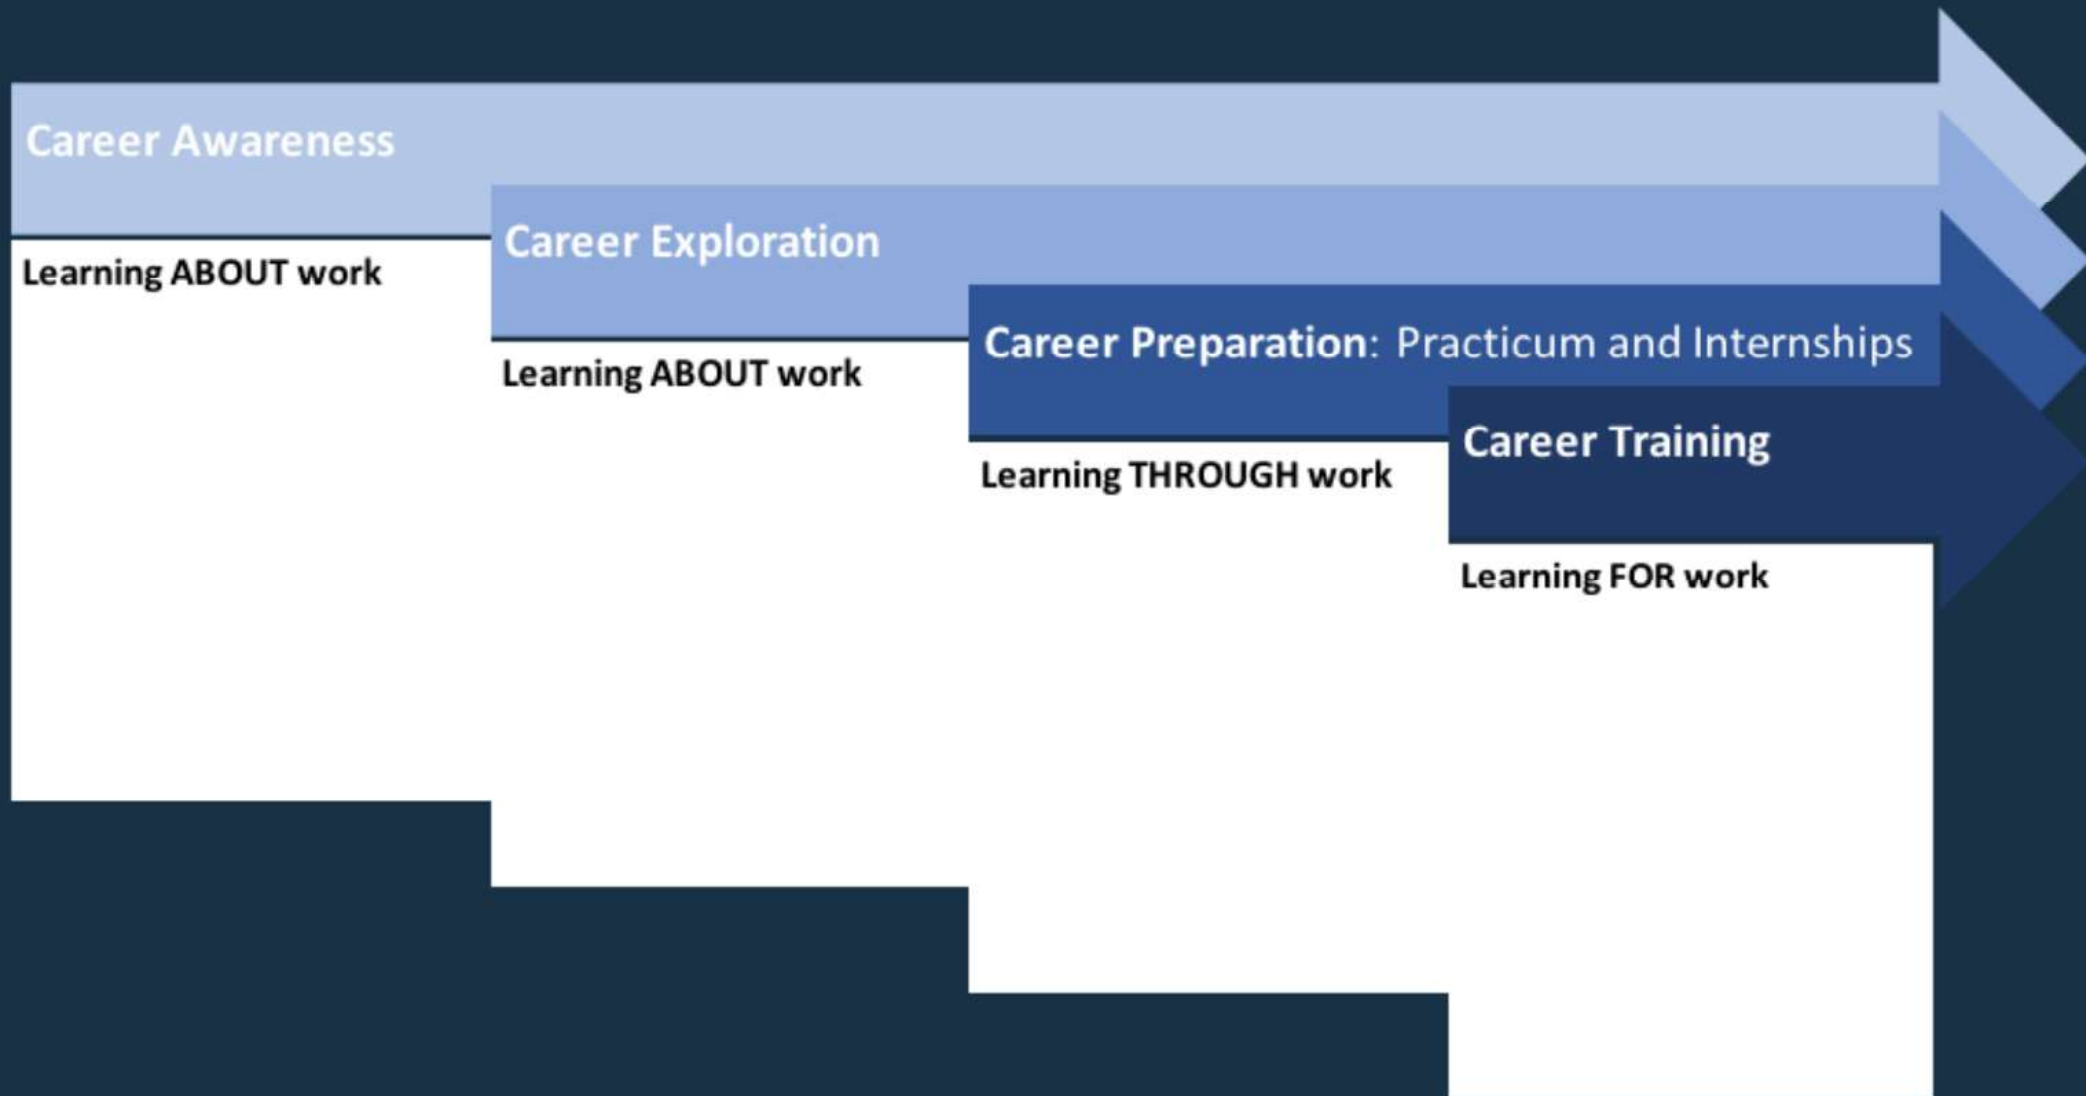 Career Awareness
Learning ABOUT work
Career Exploration
Learning ABOUT work
Career Preparation: Practicum and Internships
Learning THROUGH work
Career Training
Learning FOR work